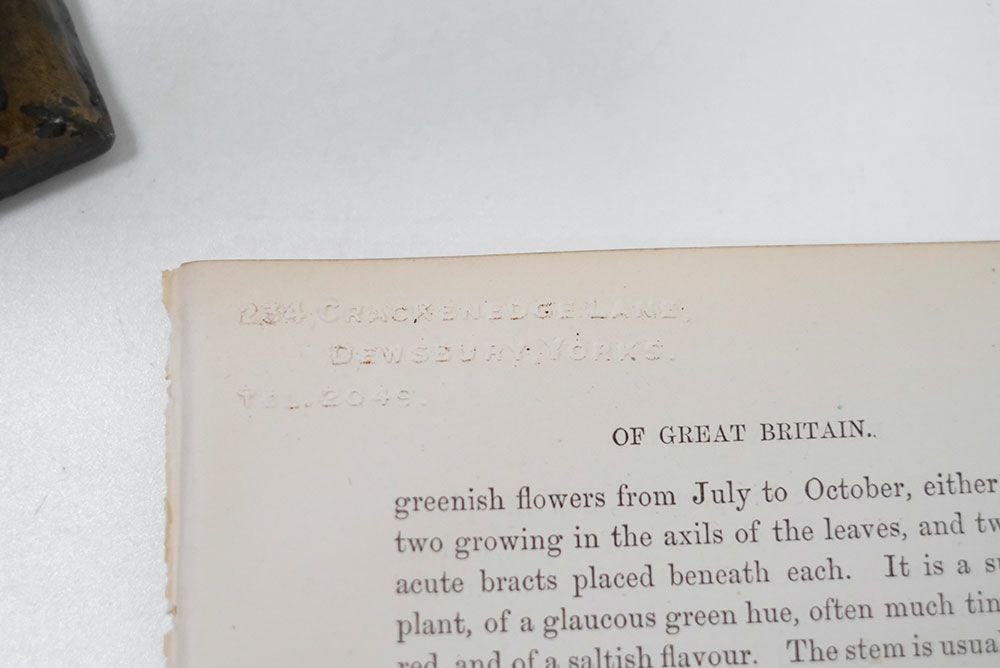 234, CRACKENEDGE LANE,
DEWSBURY, YORKS.
TEL. 2049.
OF GREAT BRITAIN.
greenish flowers from July to October, either
two growing in the axils of the leaves, and
acute bracts placed beneath each. It is a
plant, of a glaucous green hue, often much
red, and of a saltish flavour. The stem is